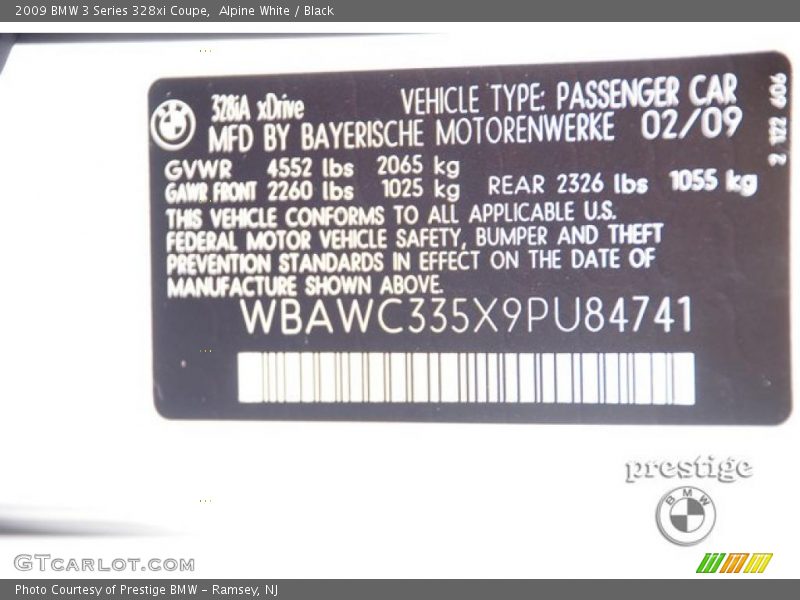 2009 BMW 3 Series 328xi Coupe,  Alpine White / Black
328iA xDrive
VEHICLE TYPE: PASSENGER CAR
MFD BY BAYERISCHE MOTORENWERKE 02/09
GVWR 4552 lbs 2065 kg
GAWR FRONT 2260 lbs 1025 kg REAR 2326 lbs 1055 kg
THIS VEHICLE CONFORMS TO ALL APPLICABLE U.S.
FEDERAL MOTOR VEHICLE SAFETY, BUMPER AND THEFT
PREVENTION STANDARDS IN EFFECT ON THE DATE OF
MANUFACTURE SHOWN ABOVE.
WBAWC335X9PU84741
2 122 606
prestige
BMW
GTCARLOT.COM
Photo Courtesy of Prestige BMW - Ramsey, NJ